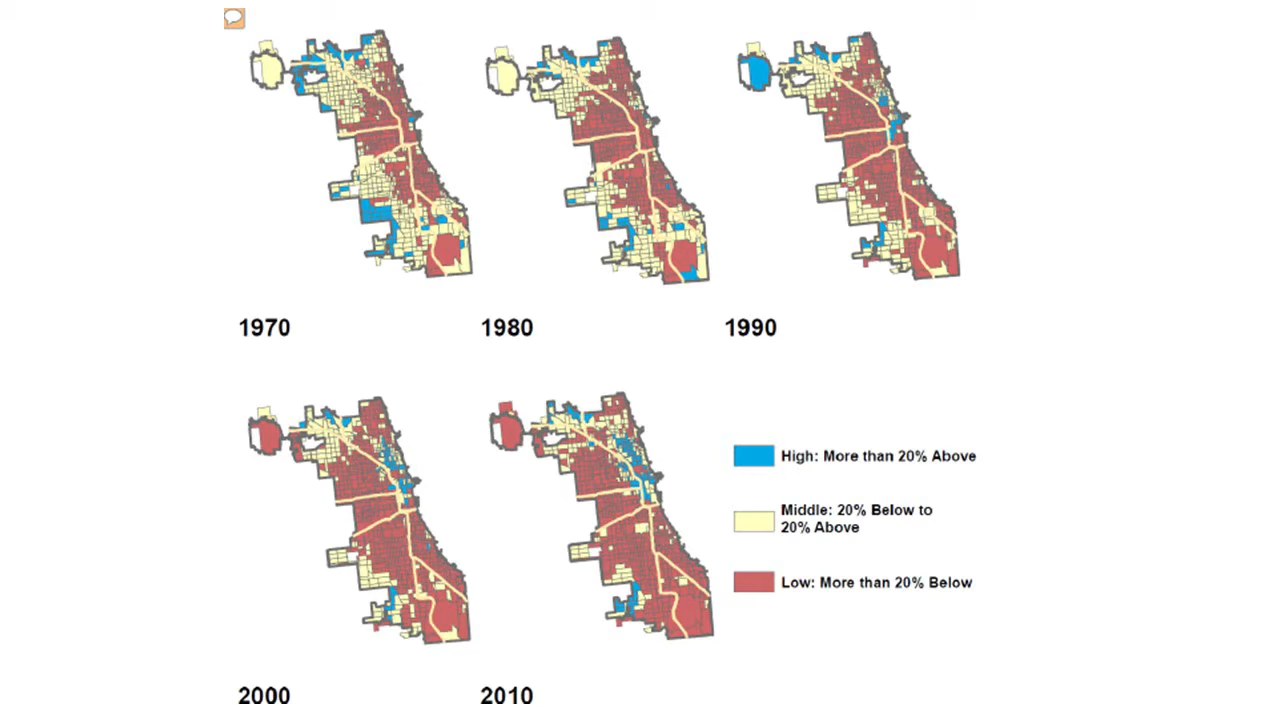 1970
1980
1990
2000
2010
High: More than 20% Above
Middle: 20% Below to
20% Above
Low: More than 20% Below